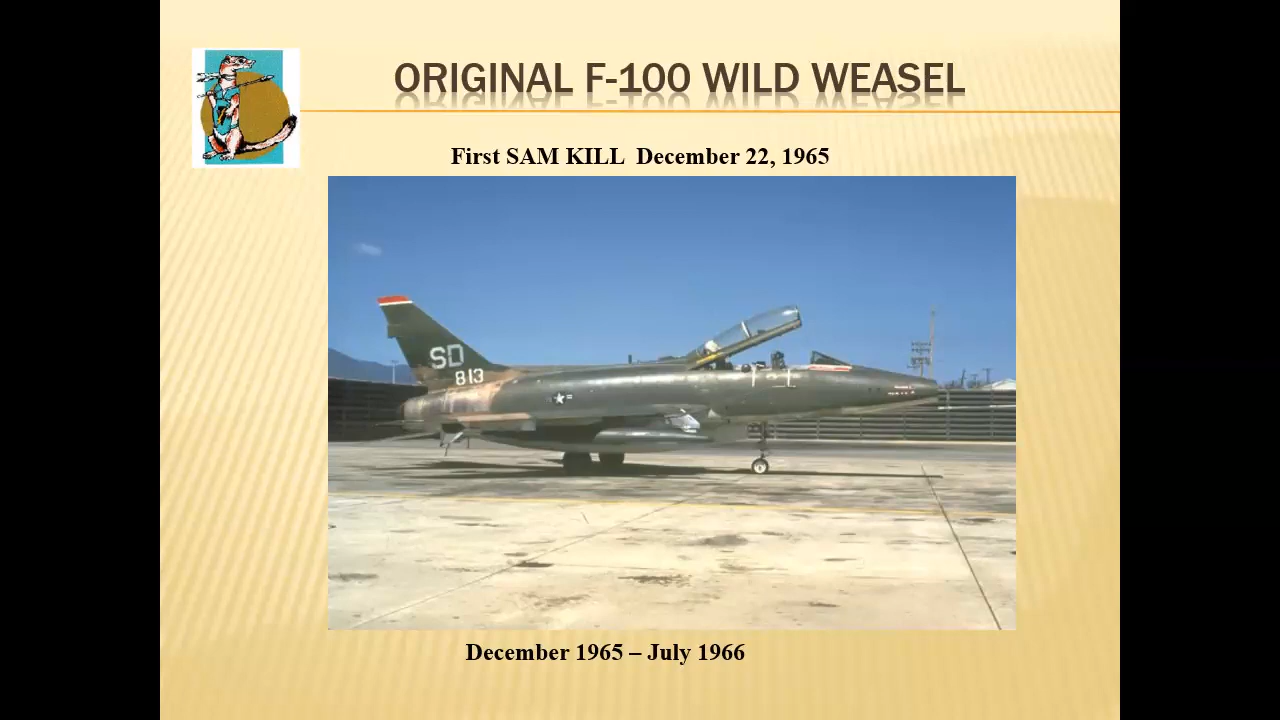 ORIGINAL F-100 WILD WEASEL
First SAM KILL December 22, 1965
SD
813
December 1965 – July 1966